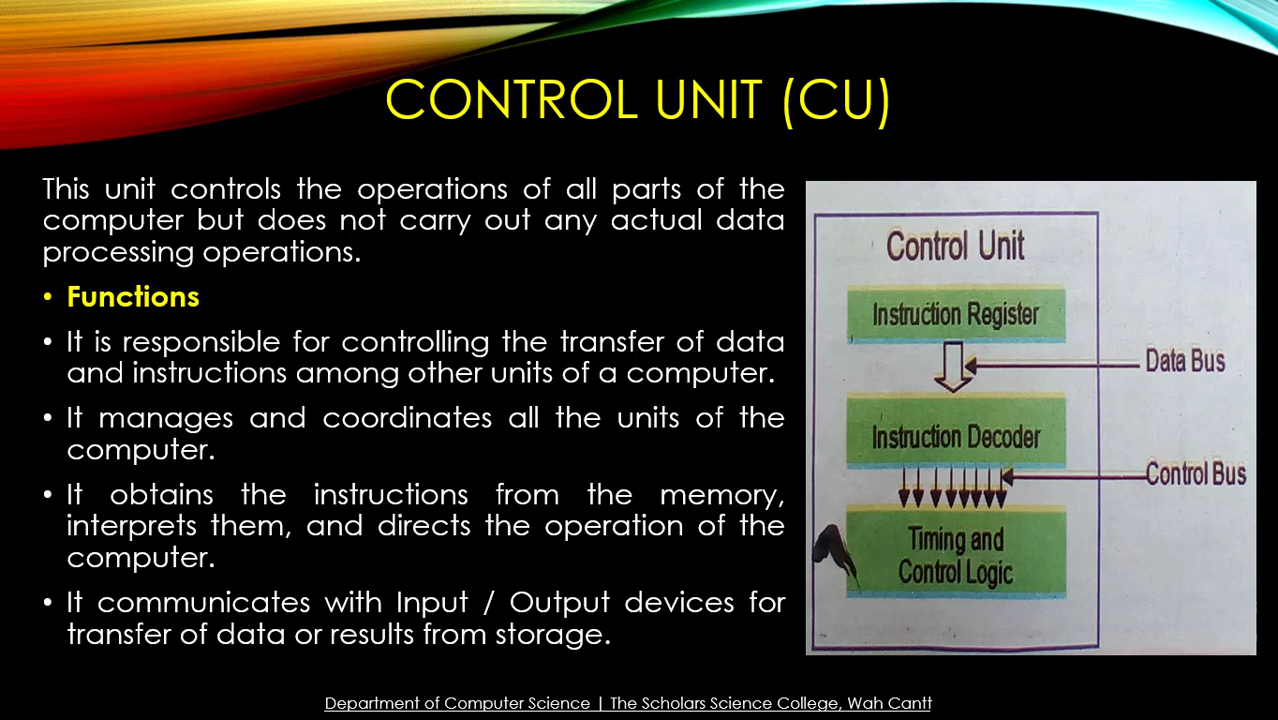 CONTROL UNIT (CU)
This unit controls the operations of all parts of the
computer but does not carry out any actual data
processing operations.
• Functions
• It is responsible for controlling the transfer of data
and instructions among other units of a computer.
• It manages and coordinates all the units of the
computer.
• It obtains the instructions from the memory,
interprets them, and directs the operation of the
computer.
• It communicates with Input / Output devices for
transfer of data or results from storage.
Control Unit
Instruction Register
Data Bus
Instruction Decoder
Control Bus
Timing and
Control Logic
Department of Computer Science | The Scholars Science College, Wah Cantt